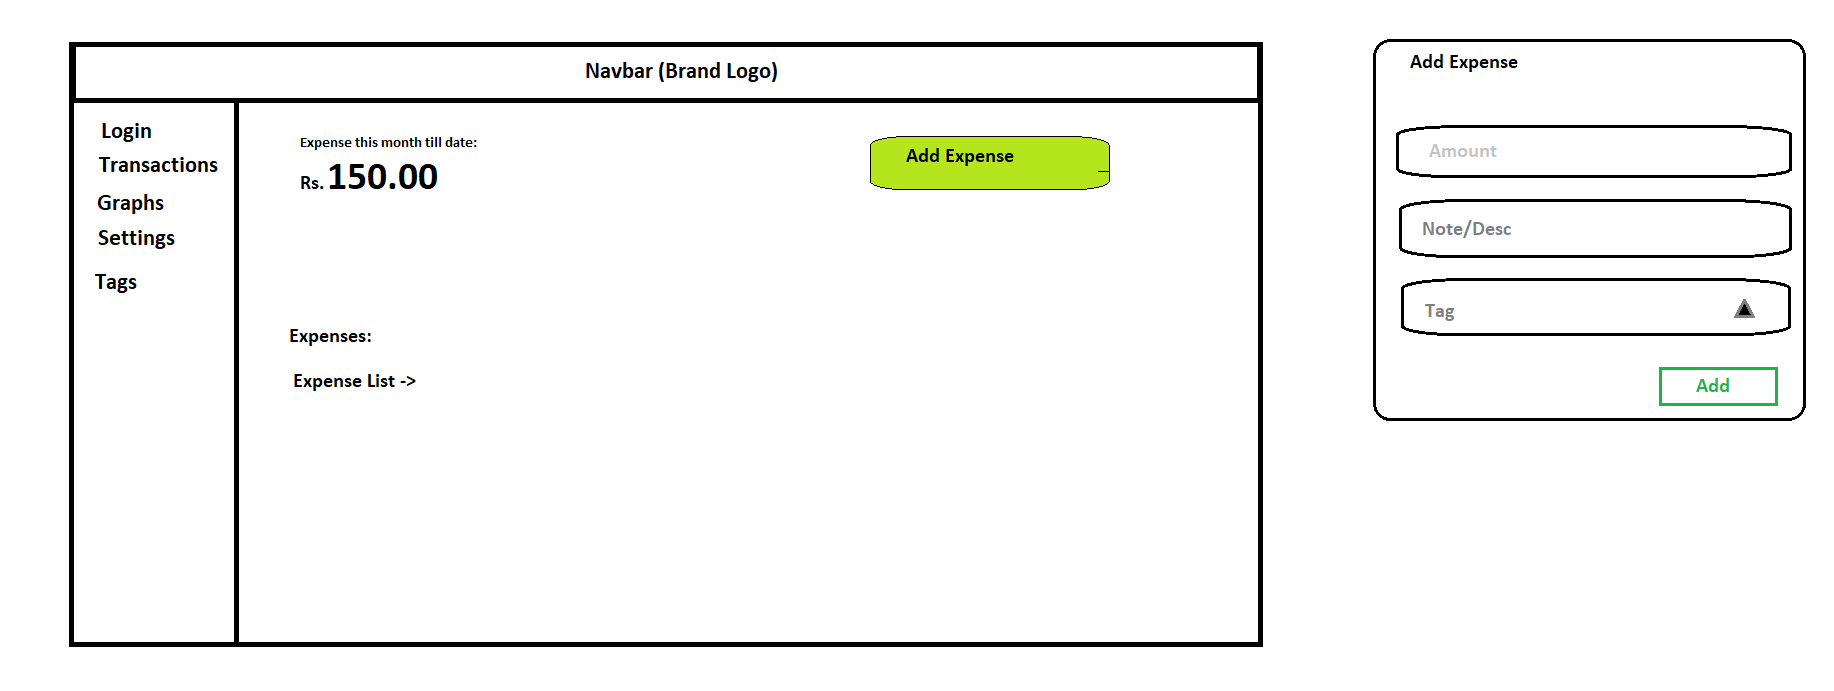 Navbar (Brand Logo)
Login
Transactions
Graphs
Settings
Tags
Expense this month till date:
Rs. 150.00
Add Expense
Expenses:
Expense List ->
Add Expense
Amount
Note/Desc
Tag
Add